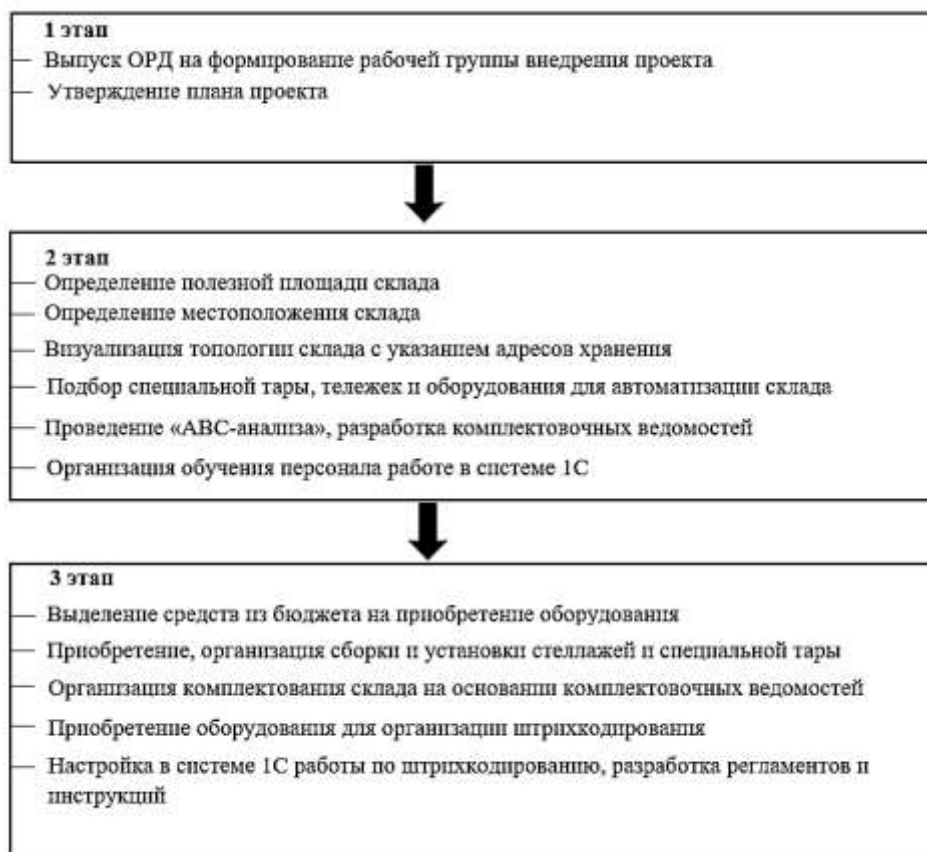 1 этап
Выпуск ОРД на формирование рабочей группы внедрения проекта
Утверждение плана проекта
2 этап
Определение полезной площади склада
Определение местоположения склада
Визуализация топологии склада с указанием адресов хранения
Подбор специальной тары, тележек и оборудования для автоматизации склада
Проведение «АВС-анализа», разработка комплектовочных ведомостей
Организация обучения персонала работе в системе 1С
3 этап
Выделение средств из бюджета на приобретение оборудования
Приобретение, организация сборки и установки стеллажей и специальной тары
Организация комплектования склада на основании комплектовочных ведомостей
Приобретение оборудования для организации штрихкодирования
Настройка в системе 1С работы по штрихкодированию, разработка регламентов и
инструкций